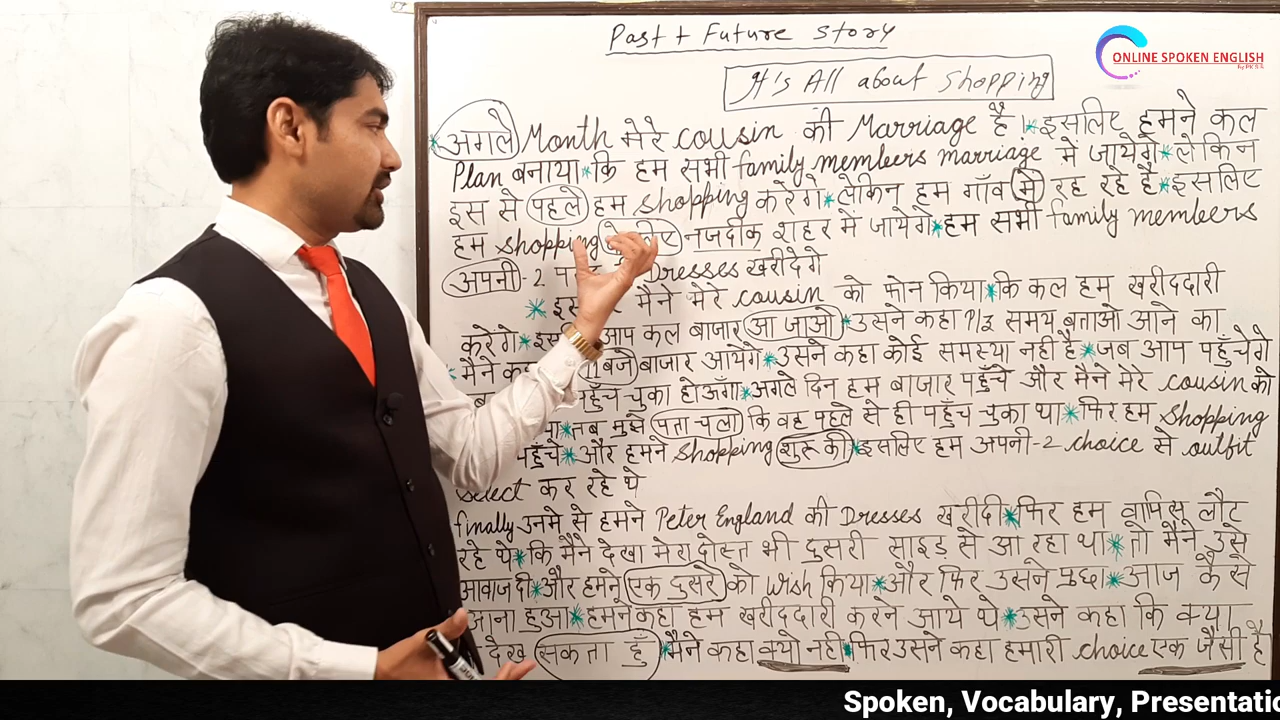 Past + Future Story
It's All about shopping
ONLINE SPOKEN ENGLISH
अगले Month मेरे cousin की Marriage है। *इसलिए हमने कल
Plan बनाया*कि हम सभी family members marriage में जायेंगे*लेकिन
इस से पहले हम shopping करेंगे*लेकिन हम गाँव में रह रहे है*इसलिए
हम shopping के लिए नजदीक शहर में जायेंगे*हम सभी family members
अपनी-2 Dresses खरीदेंगे
* मैंने मेरे cousin को फोन किया*कि कल हम खरीददारी
करेंगे* आप कल बाजार आ जाओ*उसने कहा Plz समय बताओ आने का
*मैंने बजे बाजार आयेंगे*उसने कहा कोई समस्या नही है*जब आप पहुँचेंगे
पहुँच चुका होऊँगा*अगले दिन हम बाजार पहुँचे और मैंने मेरे cousin को
*तब मुझे पता चला कि वह पहले से ही पहुँच चुका था*फिर हम shopping
पहुँचे*और हमने shopping शुरू की*इसलिए हम अपनी-2 choice से outfit
select कर रहे थे
finally उनमे से हमने Peter England की Dresses खरीदी*फिर हम वापिस लौट
रहे थे*कि मैंने देखा मेरा दोस्त भी दुसरी साइड से आ रहा था*तो मैंने उसे
आवाज दी*और हमने एक दुसरे को wish किया*और फिर उसने पुछा*आज कैसे
आना हुआ*हमने कहा हम खरीददारी करने आये थे*उसने कहा कि क्या
देख सकता हुँ*मैंने कहा क्यो नही*फिर उसने कहा हमारी choice एक जैसी है
Spoken, Vocabulary, Presentatio